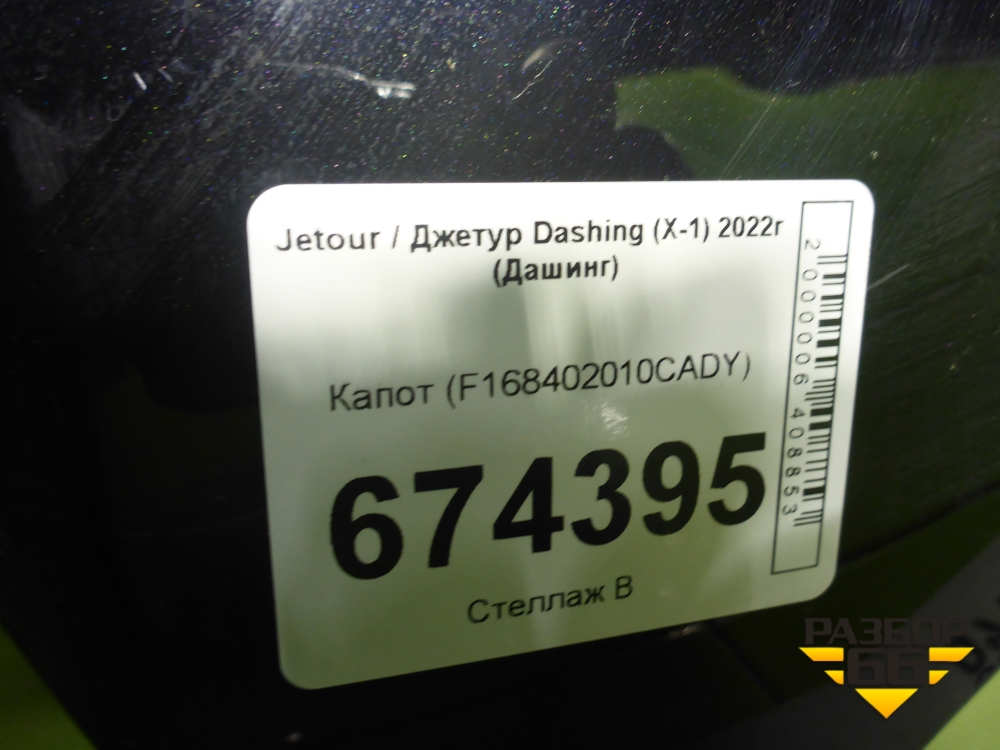 Jetour / Джетур Dashing (X-1) 2022г
(Дашинг)
Капот (F168402010CADY)
674395
Стеллаж В
2000006408853
РАЗБОР
66